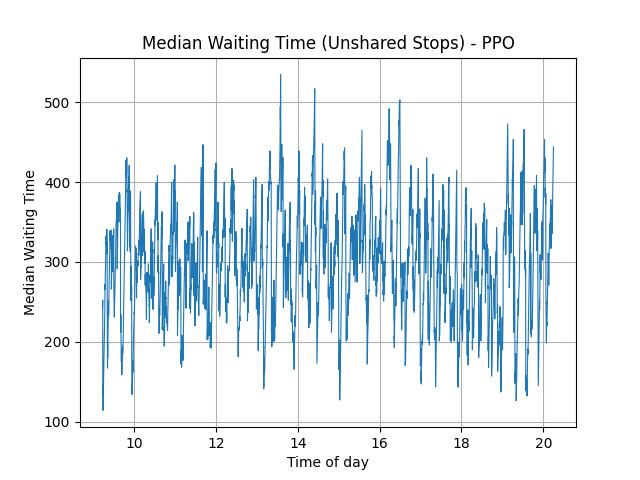 Median Waiting Time (Unshared Stops) - PPO
Median Waiting Time
500
400
300
200
100
10 12 14 16 18 20
Time of day